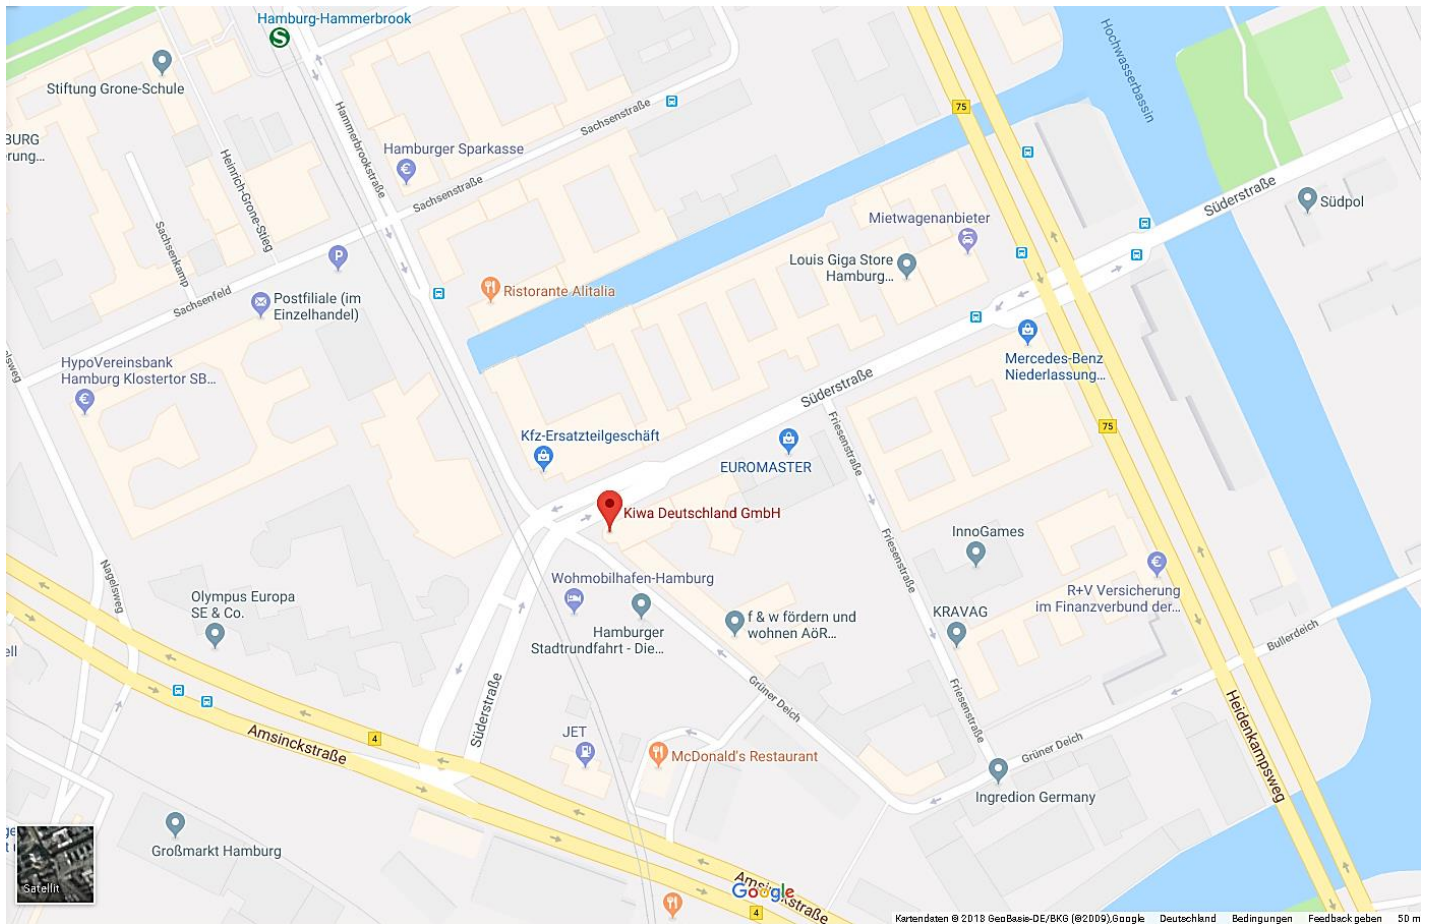 Hamburg-Hammerbrook
S
Stiftung Grone-Schule
Hochwasserbassin
75
Sachsenstraße
Hammerbrookstraße
BURG
rung...
Hamburger Sparkasse
€
Heinrich-Grone-Stieg
Sachsenstraße
Süderstraße
Südpol
Mietwagenanbieter
Sachsenkamp
P
Louis Giga Store
Hamburg...
Ristorante Alitalia
Postfiliale (im
Einzelhandel)
Sachsenfeld
Nagelsweg
HypoVereinsbank
Hamburg Klostertor SB...
€
Mercedes-Benz
Niederlassung...
Süderstraße
Friesenstraße
75
Kfz-Ersatzteilgeschäft
EUROMASTER
Kiwa Deutschland GmbH
InnoGames
Friesenstraße
€
Nagelsweg
Wohmobilhafen-Hamburg
R+V Versicherung
im Finanzverbund der...
Olympus Europa
SE & Co.
KRAVAG
f & w fördern und
wohnen AöR...
Hamburger
Stadtrundfahrt - Die...
Bullerdeich
ell
Grüner Deich
Friesenstraße
Süderstraße
Heidenkampsweg
Amsinckstraße
4
JET
McDonald's Restaurant
Grüner Deich
Ingredion Germany
Großmarkt Hamburg
Satellit
Amsinckstraße
Google
4
Kartendaten © 2018 GeoBasis-DE/BKG (©2009),Google Deutschland Bedingungen Feedback geben 50 m